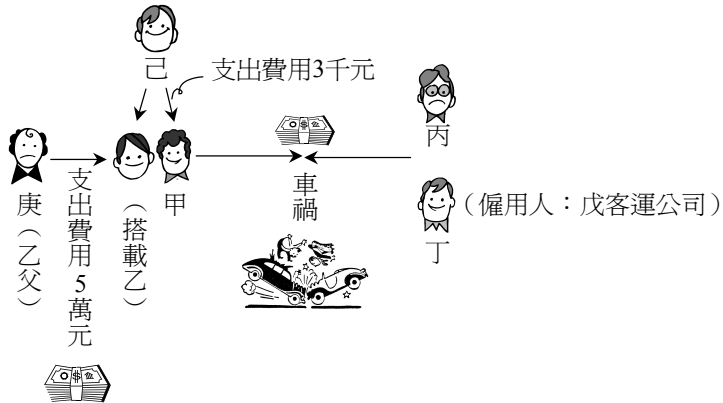 己
支出費用3千元
丙
庚（乙父）
支出費用5萬元
（搭載乙）
甲
車禍
（僱用人：戊客運公司）
丁